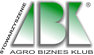 STOWARZYSZENIE
ABK
AGRO BIZNES KLUB